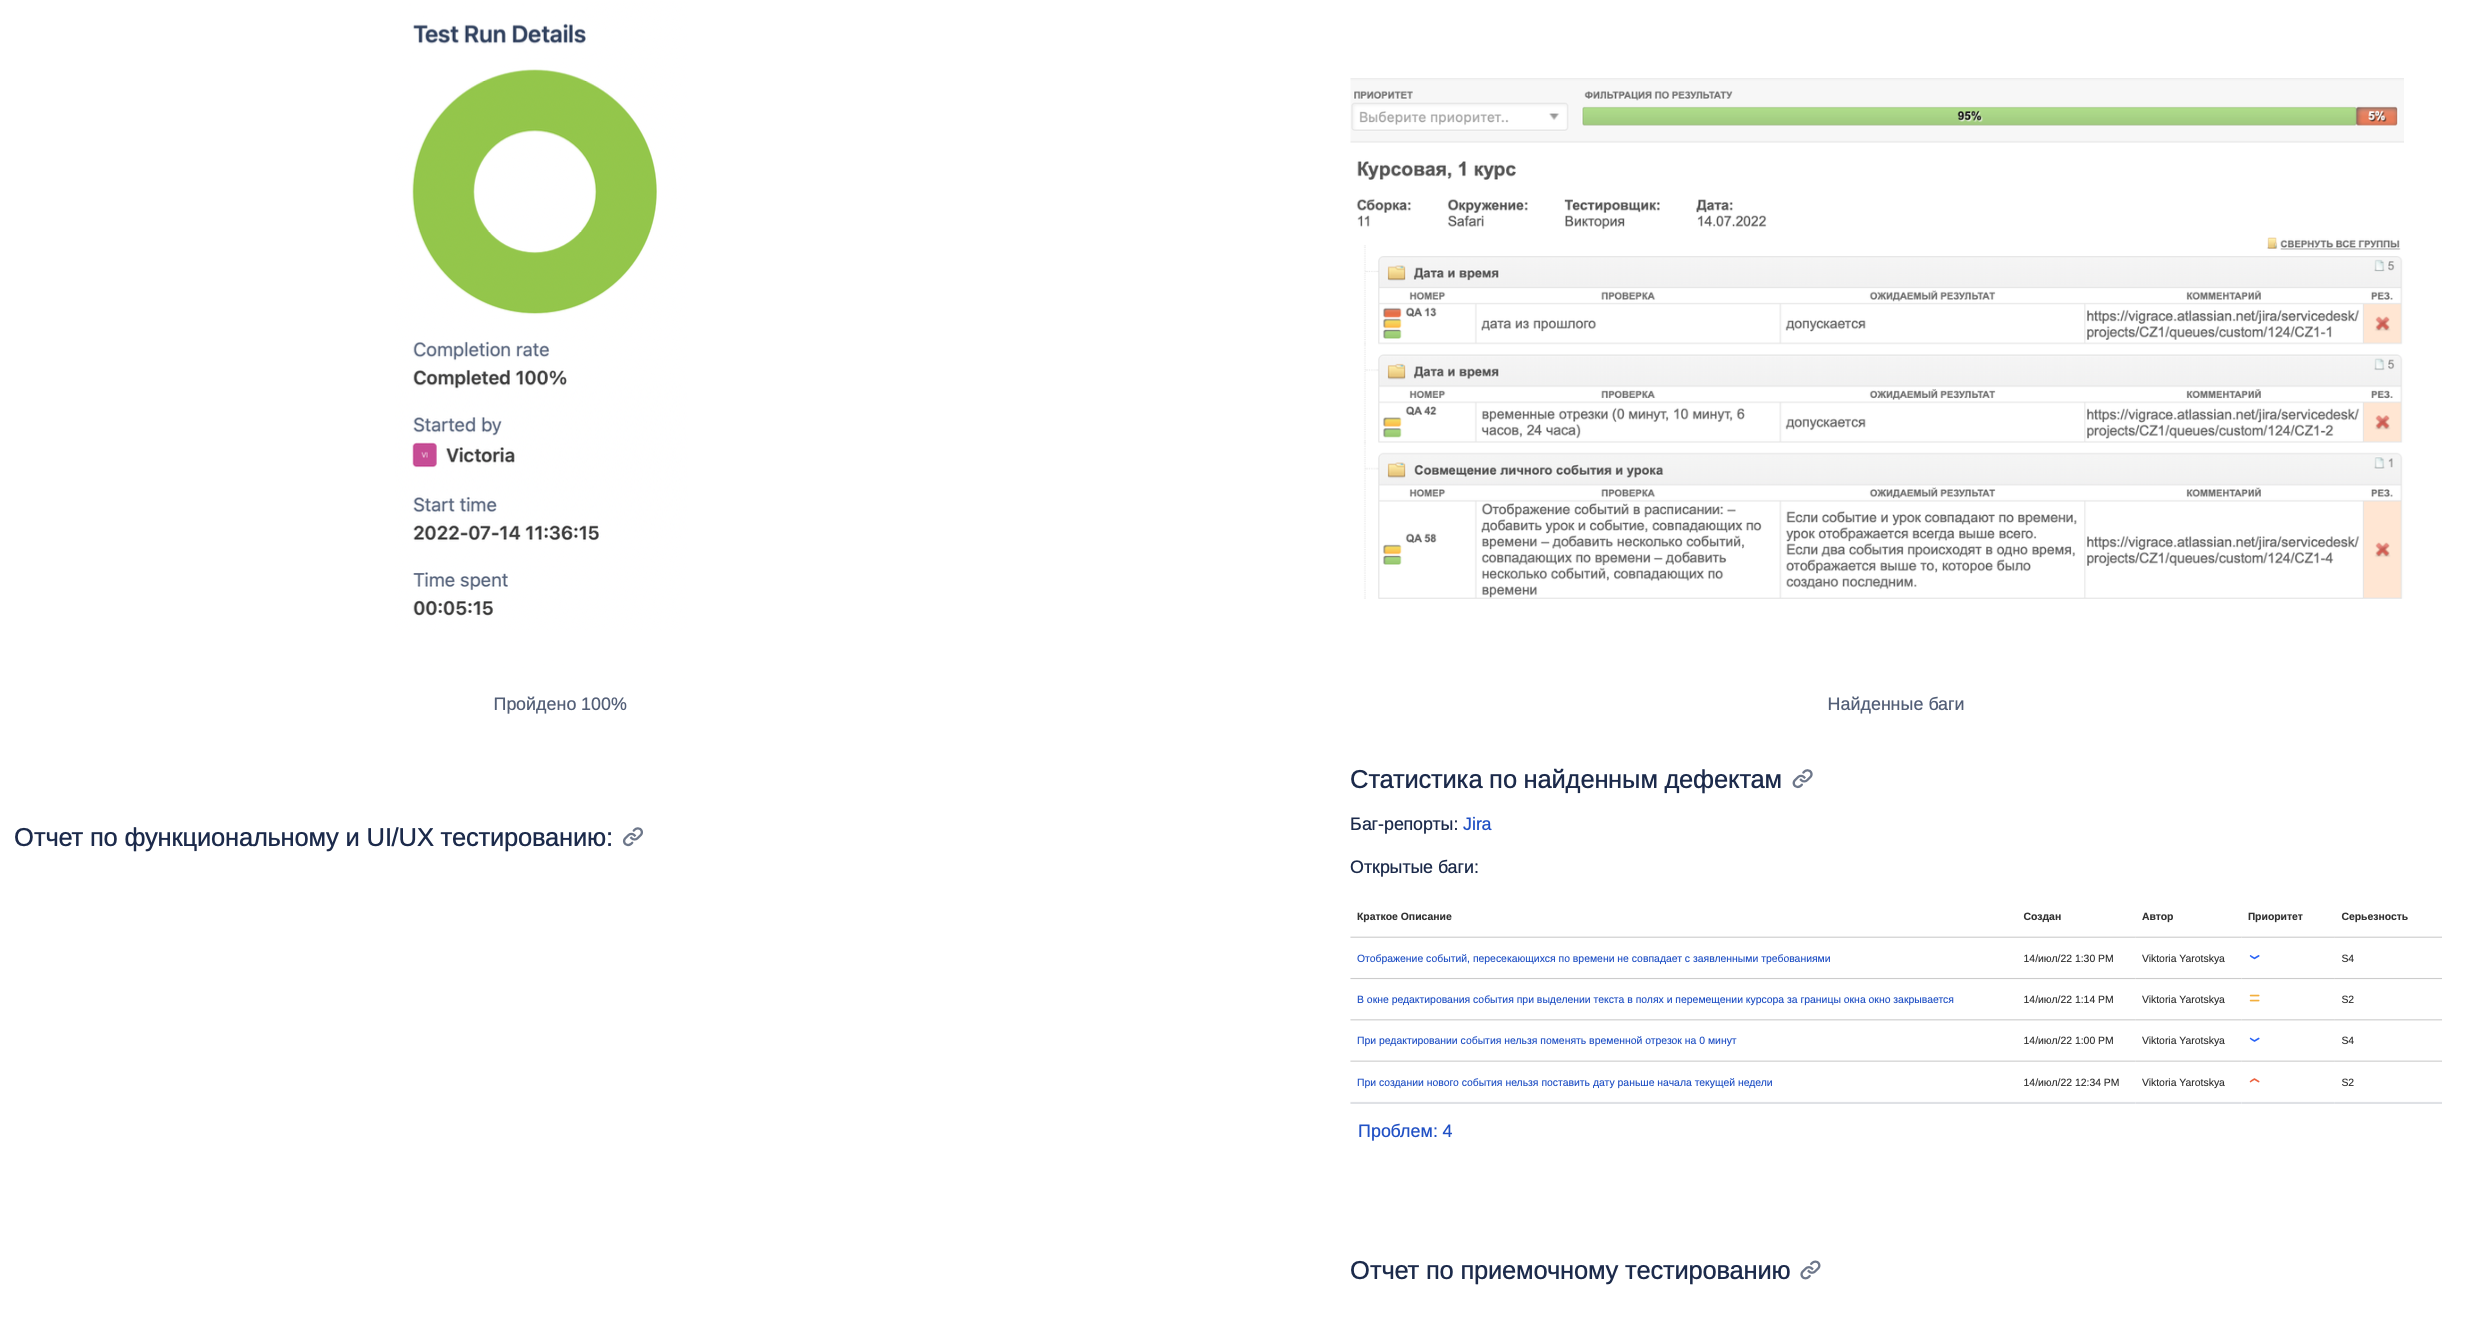 Test Run Details
Completion rate
Completed 100%
Started by
VI Victoria
Start time
2022-07-14 11:36:15
Time spent
00:05:15
Пройдено 100%
Отчет по функциональному и UI/UX тестированию:
ПРИОРИТЕТ ФИЛЬТРАЦИЯ ПО РЕЗУЛЬТАТУ
Выберите приоритет.. 95% 5%
Курсовая, 1 курс
Сборка: Окружение: Тестировщик: Дата:
11 Safari Виктория 14.07.2022
СВЕРНУТЬ ВСЕ ГРУППЫ
Дата и время 5
НОМЕР ПРОВЕРКА ОЖИДАЕМЫЙ РЕЗУЛЬТАТ КОММЕНТАРИЙ РЕЗ.
QA 13 дата из прошлого допускается https://vigrace.atlassian.net/jira/servicedesk/
projects/CZ1/queues/custom/124/CZ1-1
Дата и время 5
НОМЕР ПРОВЕРКА ОЖИДАЕМЫЙ РЕЗУЛЬТАТ КОММЕНТАРИЙ РЕЗ.
QA 42 временные отрезки (0 минут, 10 минут, 6
часов, 24 часа)
допускается
https://vigrace.atlassian.net/jira/servicedesk/
projects/CZ1/queues/custom/124/CZ1-2
Совмещение личного события и урока 1
НОМЕР ПРОВЕРКА ОЖИДАЕМЫЙ РЕЗУЛЬТАТ КОММЕНТАРИЙ РЕЗ.
QA 58
Отображение событий в расписании: –
добавить урок и событие, совпадающих по
времени – добавить несколько событий,
совпадающих по времени – добавить
несколько событий, совпадающих по
времени
Если событие и урок совпадают по времени,
урок отображается всегда выше всего.
Если два события происходят в одно время,
отображается выше то, которое было
создано последним.
https://vigrace.atlassian.net/jira/servicedesk/
projects/CZ1/queues/custom/124/CZ1-4
Найденные баги
Статистика по найденным дефектам
Баг-репорты: Jira
Открытые баги:
Краткое Описание Создан Автор Приоритет Серьезность
Отображение событий, пересекающихся по времени не совпадает с заявленными требованиями 14/июл/22 1:30 PM Viktoria Yarotskya S4
В окне редактирования события при выделении текста в полях и перемещении курсора за границы окна окно закрывается 14/июл/22 1:14 PM Viktoria Yarotskya S2
При редактировании события нельзя поменять временной отрезок на 0 минут 14/июл/22 1:00 PM Viktoria Yarotskya S4
При создании нового события нельзя поставить дату раньше начала текущей недели 14/июл/22 12:34 PM Viktoria Yarotskya S2
Проблем: 4
Отчет по приемочному тестированию